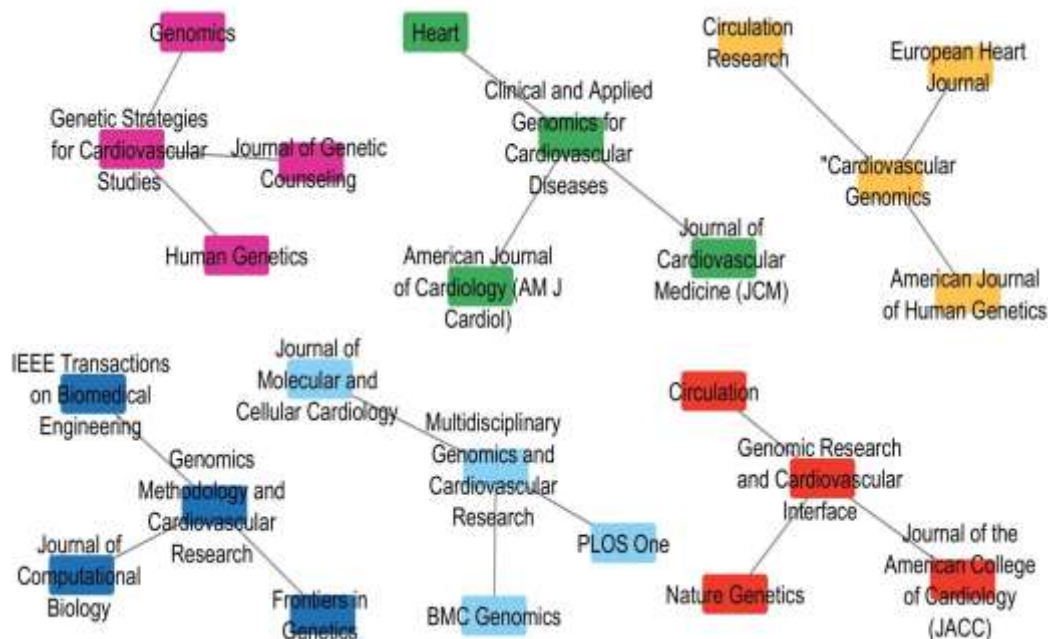 Genomics
Genetic Strategies
for Cardiovascular
Studies
Journal of Genetic
Counseling
Human Genetics
Heart
Clinical and Applied
Genomics for
Cardiovascular
Diseases
American Journal
of Cardiology (AM J
Cardiol)
Journal of
Cardiovascular
Medicine (JCM)
Circulation
Research
European Heart
Journal
"Cardiovascular
Genomics
American Journal
of Human Genetics
IEEE Transactions
on Biomedical
Engineering
Genomics
Methodology and
Cardiovascular
Research
Journal of
Computational
Biology
Frontiers in
Genetics
Journal of
Molecular and
Cellular Cardiology
Multidisciplinary
Genomics and
Cardiovascular
Research
PLOS One
BMC Genomics
Circulation
Genomic Research
and Cardiovascular
Interface
Nature Genetics
Journal of the
American College
of Cardiology
(JACC)